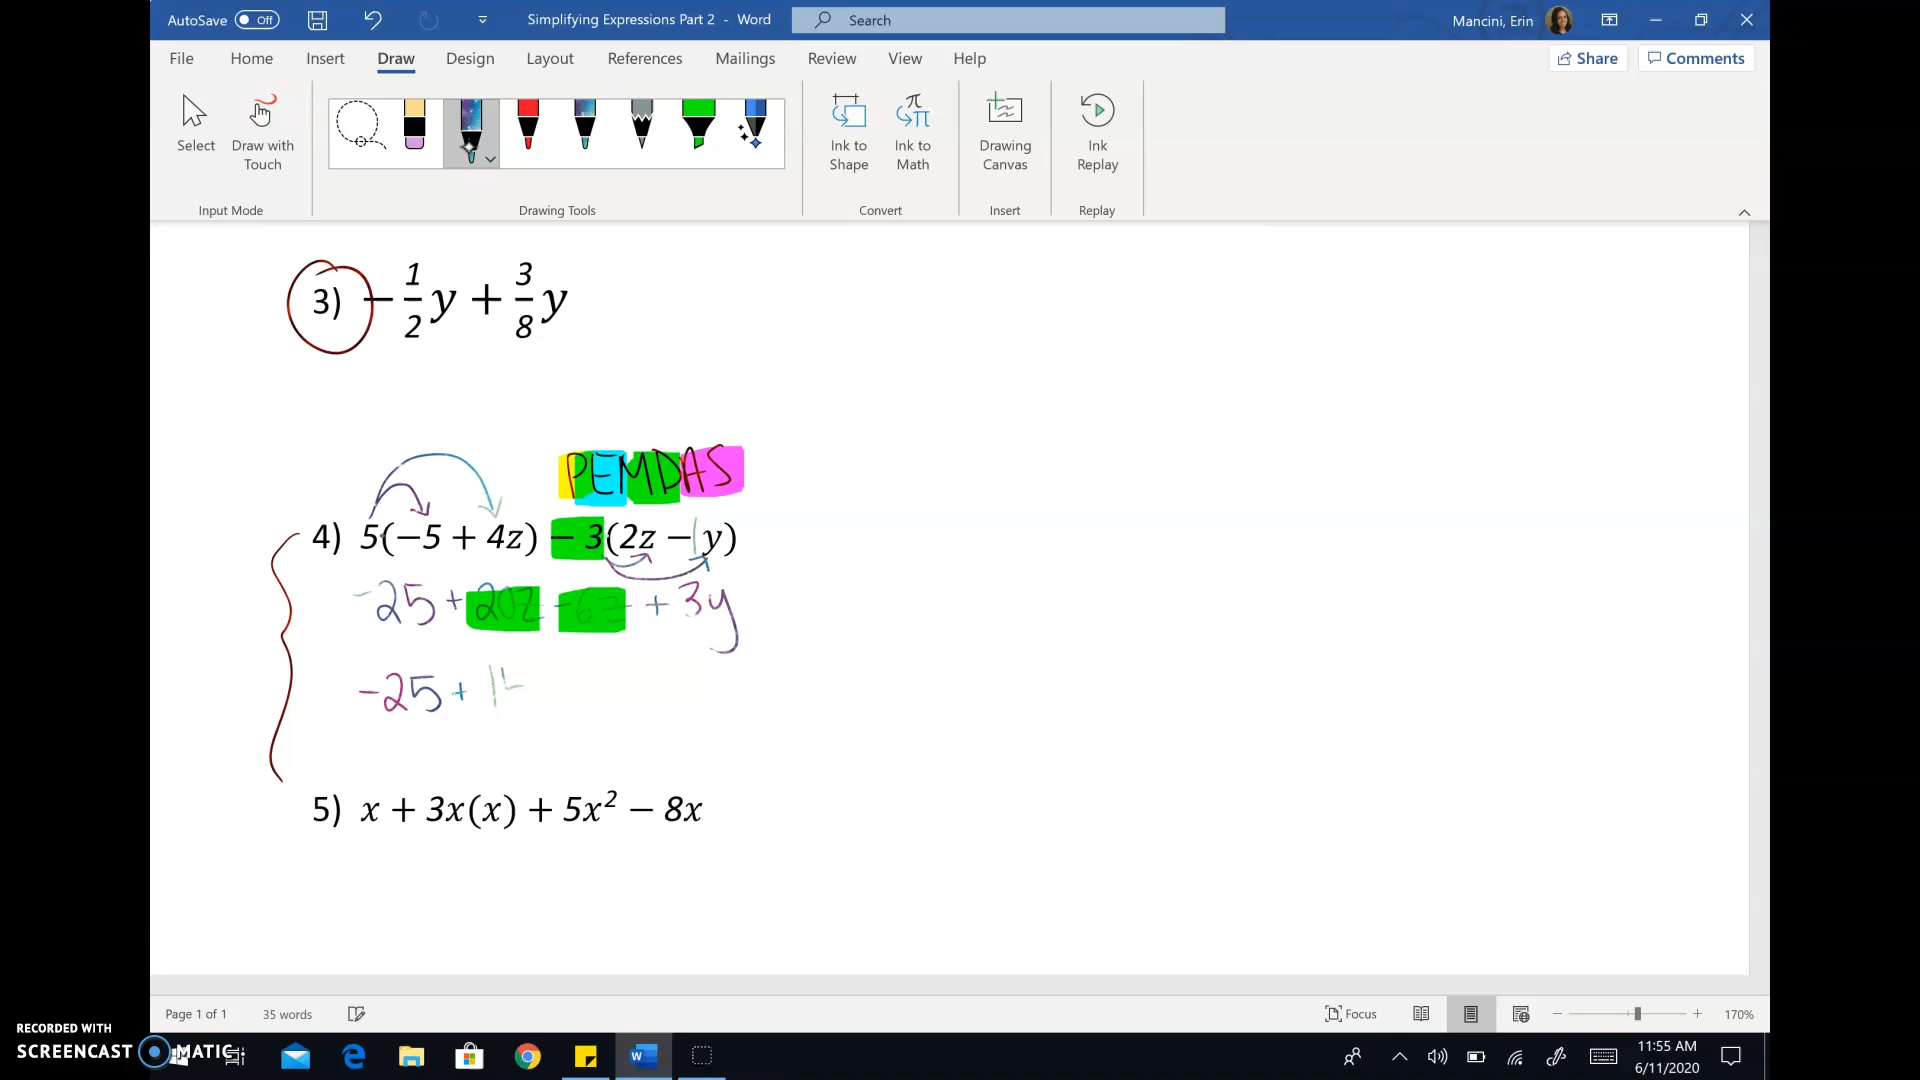 AutoSave Off Simplifying Expressions Part 2 - Word Search Mancini, Erin
File Home Insert Draw Design Layout References Mailings Review View Help Share Comments
Select Draw with Touch Ink to Shape Ink to Math Drawing Canvas Ink Replay
Input Mode Drawing Tools Convert Insert Replay
3) −1/2y + 3/8y
PEMDAS
4) 5(−5 + 4z) − 3(2z − 1y)
-25 + 20z - 6z + 3y
-25 + 14
5) x + 3x(x) + 5x² − 8x
Page 1 of 1 35 words Focus 170%
RECORDED WITH
SCREENCAST MATIC
11:55 AM
6/11/2020